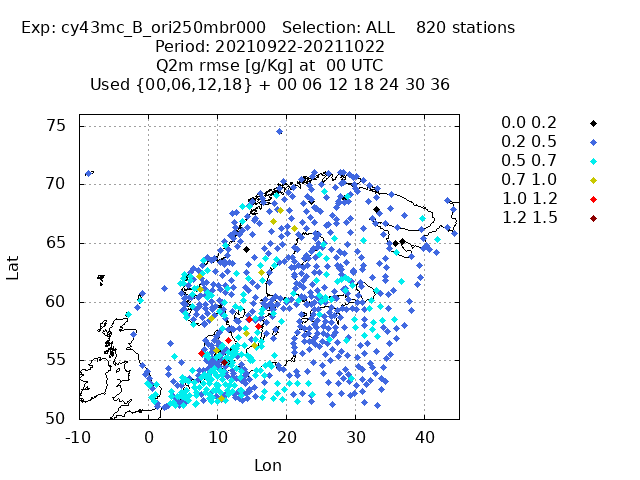 Exp: cy43mc_B_ori250mbr000   Selection: ALL    820 stations
Period: 20210922-20211022
Q2m rmse [g/Kg] at  00 UTC
Used {00,06,12,18} + 00 06 12 18 24 30 36
0.0 0.2
0.2 0.5
0.5 0.7
0.7 1.0
1.0 1.2
1.2 1.5
75
70
65
60
55
50
Lat
-10 0 10 20 30 40
Lon